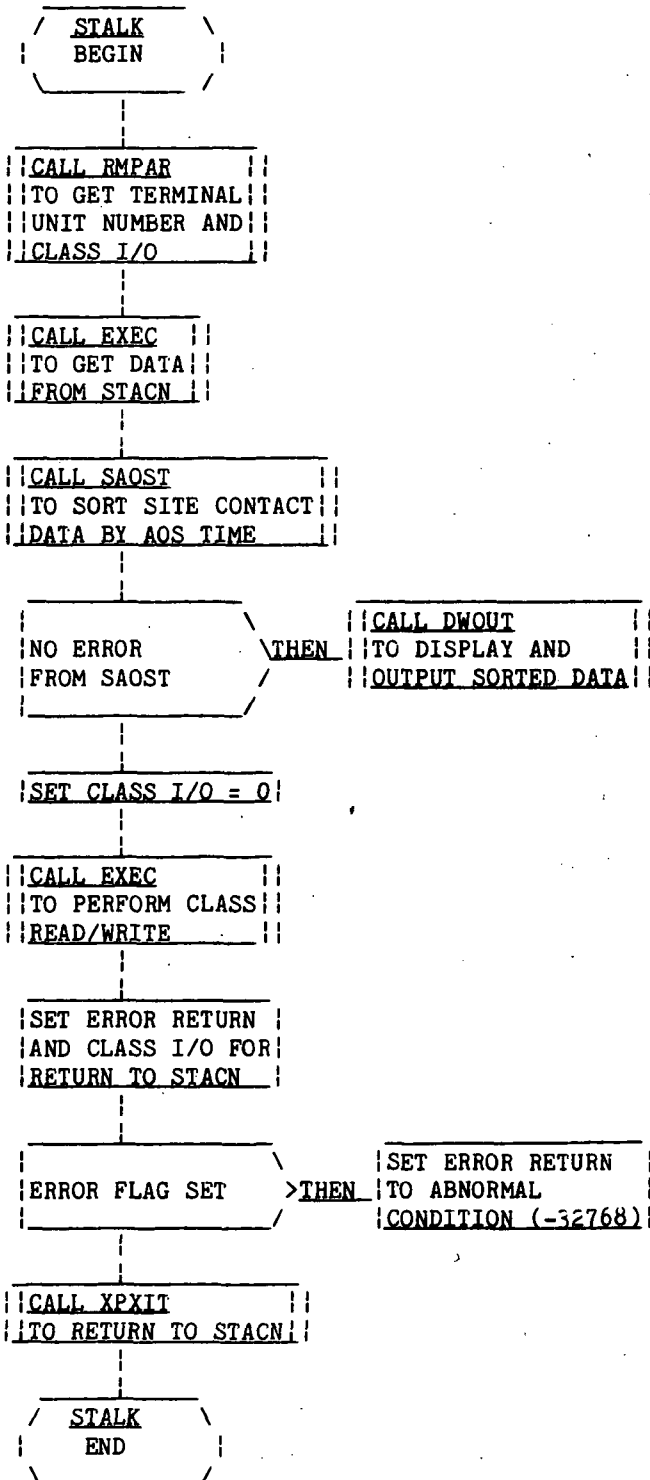 STALK
BEGIN
CALL RMPAR
TO GET TERMINAL
UNIT NUMBER AND
CLASS I/O
CALL EXEC
TO GET DATA
FROM STACN
CALL SAOST
TO SORT SITE CONTACT
DATA BY AOS TIME
NO ERROR
FROM SAOST
THEN
CALL DWOUT
TO DISPLAY AND
OUTPUT SORTED DATA
SET CLASS I/O = 0
CALL EXEC
TO PERFORM CLASS
READ/WRITE
SET ERROR RETURN
AND CLASS I/O FOR
RETURN TO STACN
ERROR FLAG SET
THEN
SET ERROR RETURN
TO ABNORMAL
CONDITION (-32768)
CALL XPXIT
TO RETURN TO STACN
STALK
END